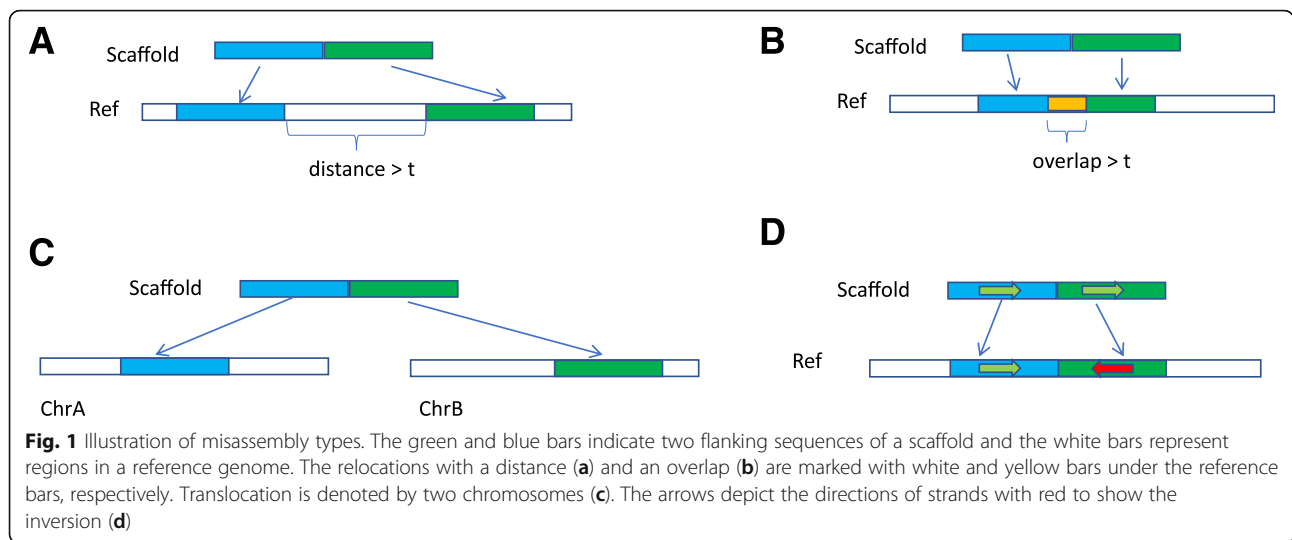 A
Scaffold
Ref
distance > t
B
Scaffold
Ref
overlap > t
C
Scaffold
ChrA
ChrB
D
Scaffold
Ref
Fig. 1 Illustration of misassembly types. The green and blue bars indicate two flanking sequences of a scaffold and the white bars represent
regions in a reference genome. The relocations with a distance (a) and an overlap (b) are marked with white and yellow bars under the reference
bars, respectively. Translocation is denoted by two chromosomes (c). The arrows depict the directions of strands with red to show the
inversion (d)